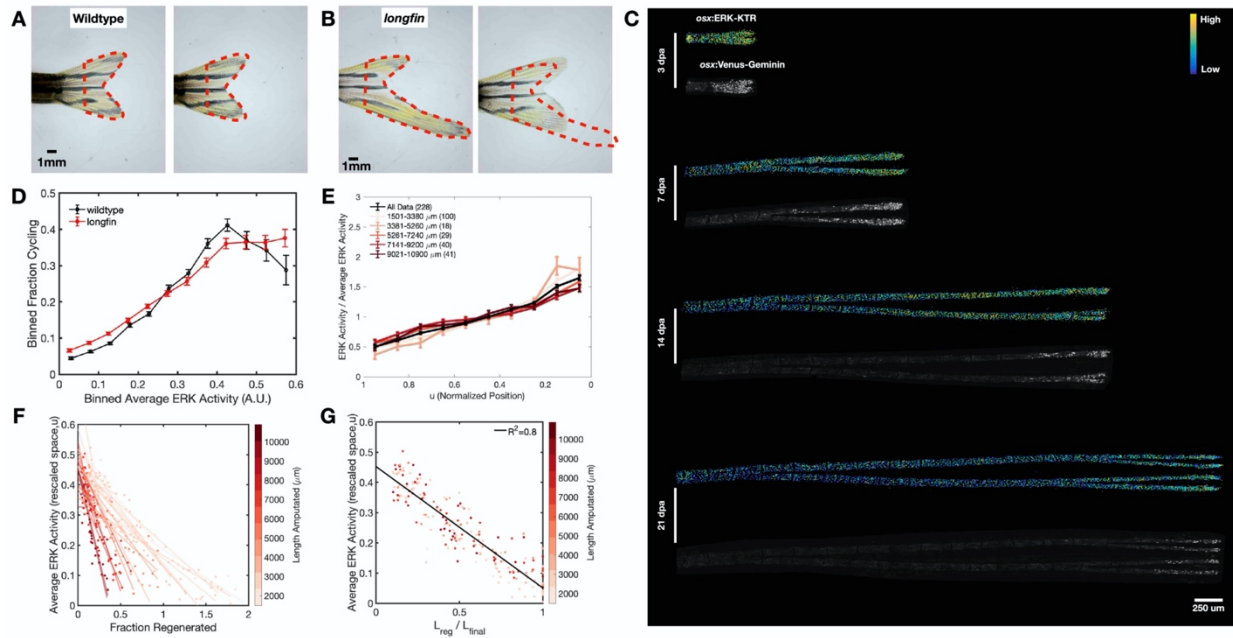 A
Wildtype
1mm
B
longfin
1mm
C
osx:ERK-KTR
osx:Venus-Geminin
High
Low
3 dpa
7 dpa
14 dpa
21 dpa
250 um
D
0.5
0.4
0.3
0.2
0.1
0
0.0
0.1
0.2
0.3
0.4
0.5
0.6
Binned Fraction Cycling
Binned Average ERK Activity (A.U.)
wildtype
longfin
E
3
2.5
2
1.5
1
0.5
0
1
0.8
0.6
0.4
0.2
0
ERK Activity / Average ERK Activity
u (Normalized Position)
All Data (228)
1501-3380 μm (100)
3381-5260 μm (18)
5261-7240 μm (29)
7141-9200 μm (40)
9021-10900 μm (41)
F
0.6
0.5
0.4
0.3
0.2
0.1
0
0
0.5
1
1.5
2
Average ERK Activity (rescaled space,u)
Fraction Regenerated
10000
9000
8000
7000
6000
5000
4000
3000
2000
Length Amputated (μm)
G
0.6
0.5
0.4
0.3
0.2
0.1
0
0
0.5
1
Average ERK Activity (rescaled space,u)
Lreg / Lfinal
R²=0.8
10000
9000
8000
7000
6000
5000
4000
3000
2000
Length Amputated (μm)